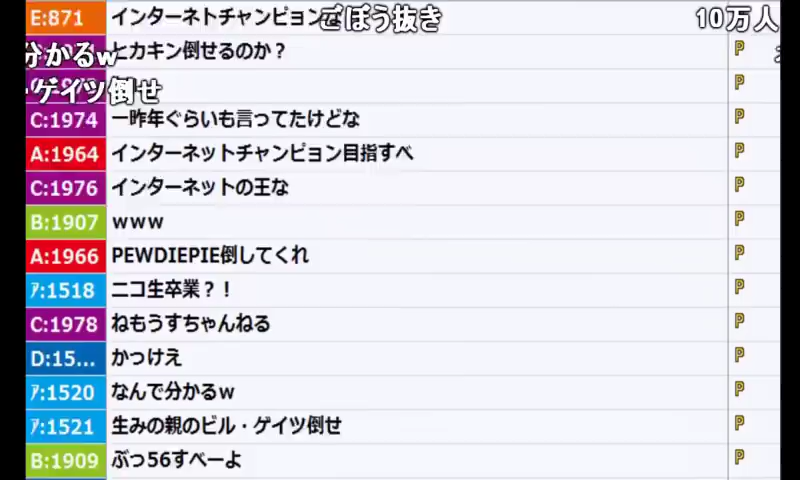 E:871 インターネトチャンピョン
ごぼう抜き
10万人
分かるw
ヒカキン倒せるのか？ P
・ゲイツ倒せ
P
C:1974 一昨年ぐらいも言ってたけどな P
A:1964 インターネットチャンピョン目指すべ P
C:1976 インターネットの王な P
B:1907 www P
A:1966 PEWDIEPIE倒してくれ P
ｱ:1518 ニコ生卒業？！ P
C:1978 ねもうすちゃんねる P
D:15... かっけえ P
ｱ:1520 なんで分かるw P
ｱ:1521 生みの親のビル・ゲイツ倒せ P
B:1909 ぶっ56すべーよ P